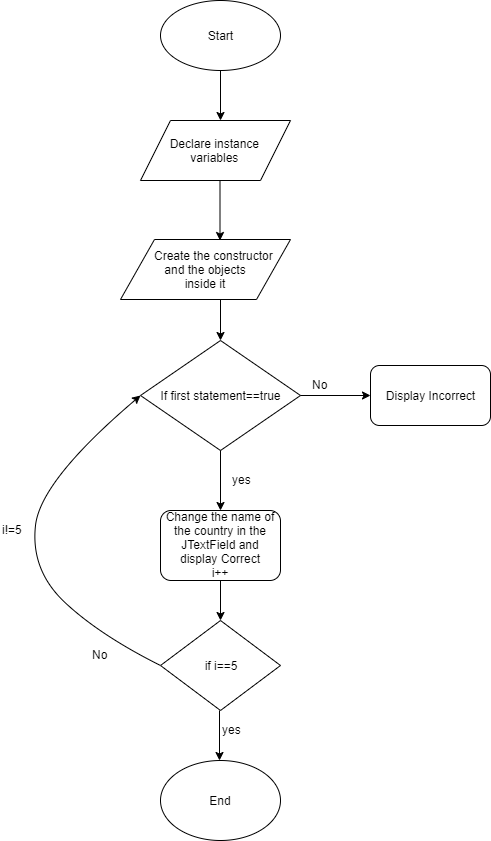 Start
Declare instance
variables
Create the constructor
and the objects
inside it
If first statement==true
No
Display Incorrect
yes
Change the name of
the country in the
JTextField and
display Correct
i++
i!=5
No
if i==5
yes
End